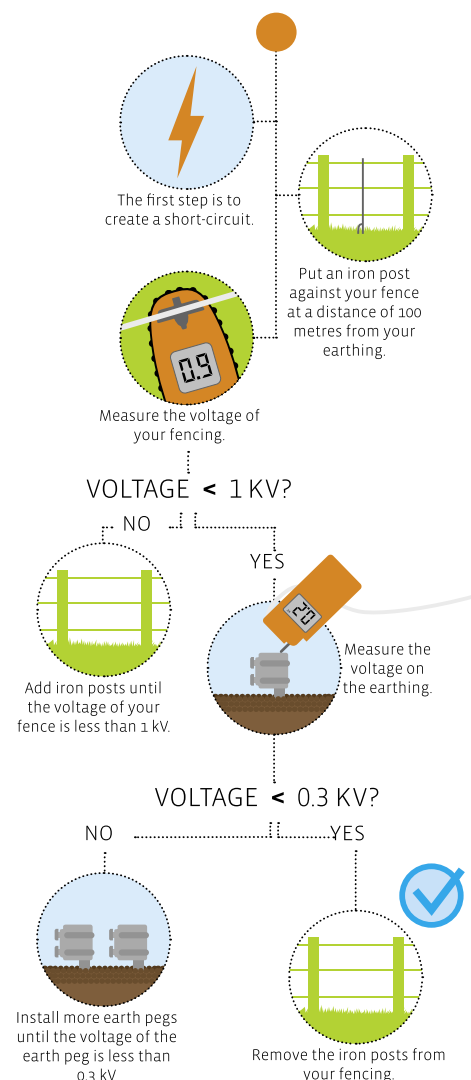 The first step is to
create a short-circuit.
Put an iron post
against your fence
at a distance of 100
metres from your
earthing.
0.9
Measure the voltage of
your fencing.
VOLTAGE < 1 KV?
NO
YES
Add iron posts until
the voltage of your
fence is less than 1 kV.
Measure the
voltage on
the earthing.
VOLTAGE < 0.3 KV?
NO
YES
Install more earth pegs
until the voltage of the
earth peg is less than
0.3 kV
Remove the iron posts from
your fencing.